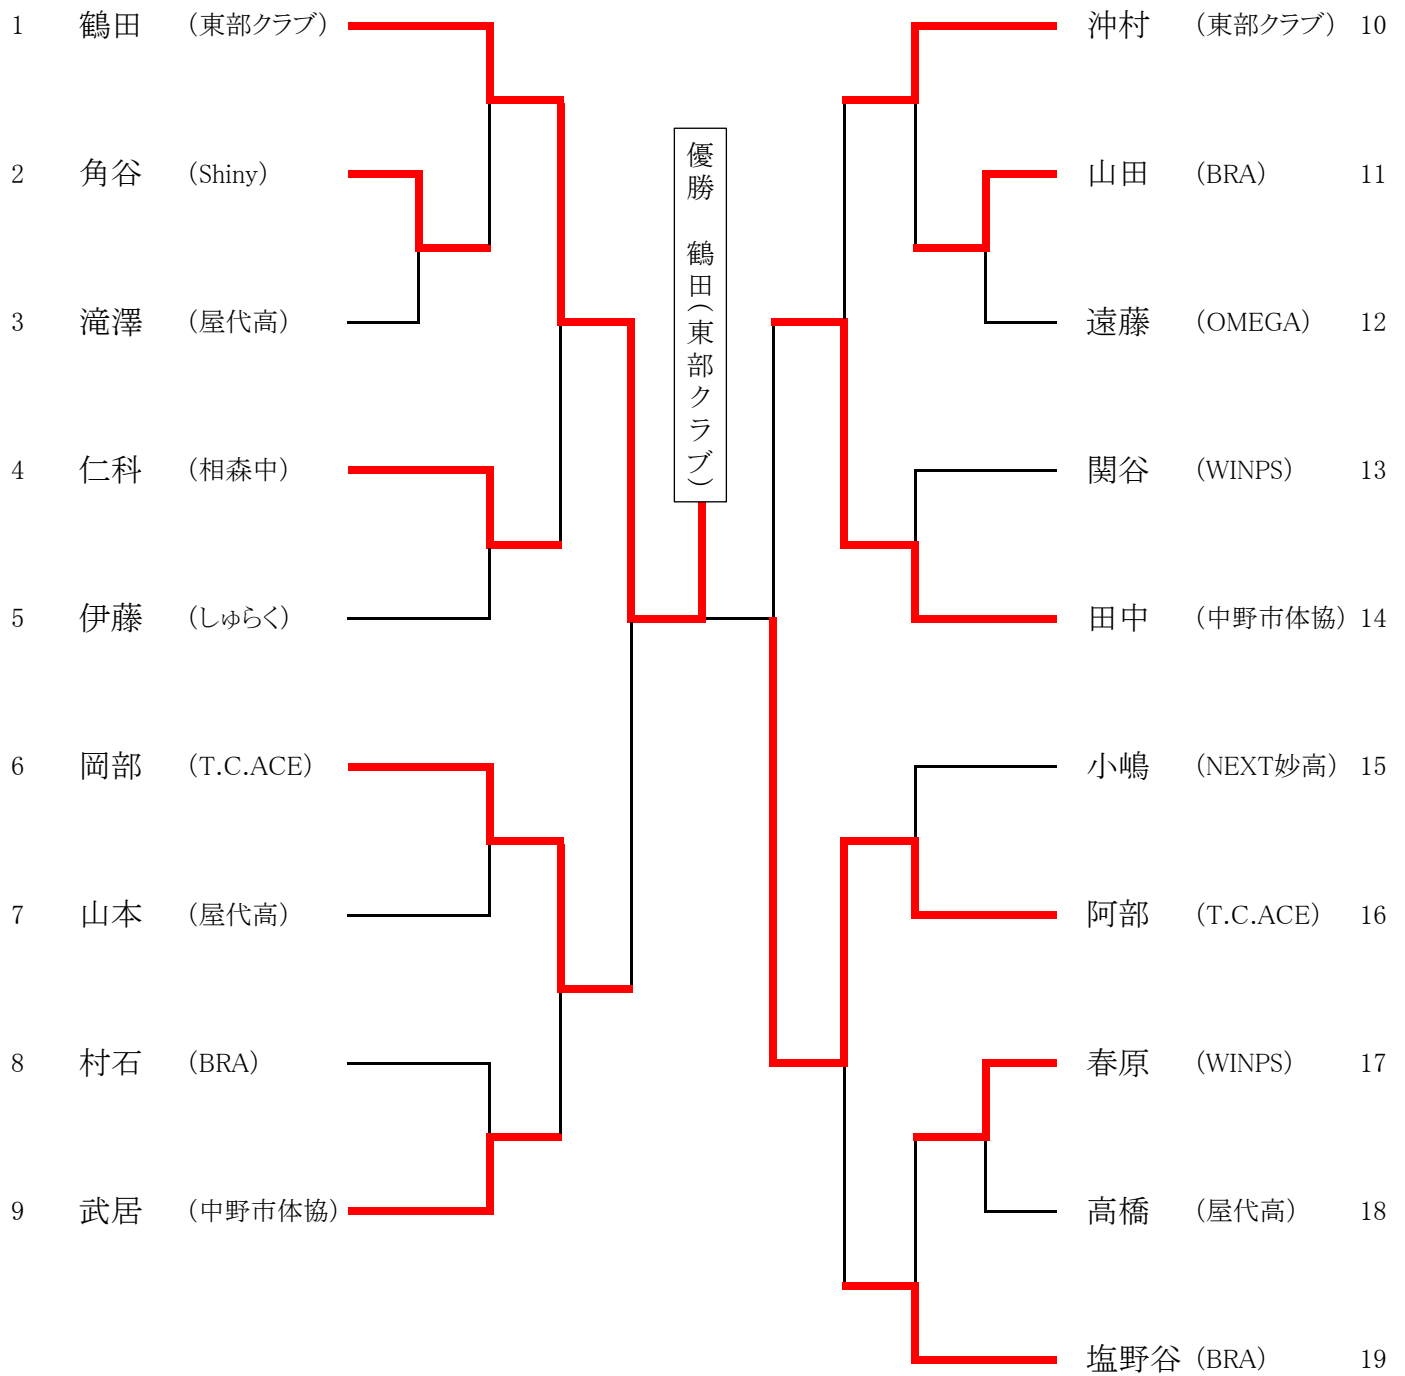 1 鶴田 (東部クラブ)
2 角谷 (Shiny)
3 滝澤 (屋代高)
4 仁科 (相森中)
5 伊藤 (しゅらく)
6 岡部 (T.C.ACE)
7 山本 (屋代高)
8 村石 (BRA)
9 武居 (中野市体協)
優勝 鶴田(東部クラブ)
沖村 (東部クラブ) 10
山田 (BRA) 11
遠藤 (OMEGA) 12
関谷 (WINPS) 13
田中 (中野市体協) 14
小嶋 (NEXT妙高) 15
阿部 (T.C.ACE) 16
春原 (WINPS) 17
高橋 (屋代高) 18
塩野谷 (BRA) 19